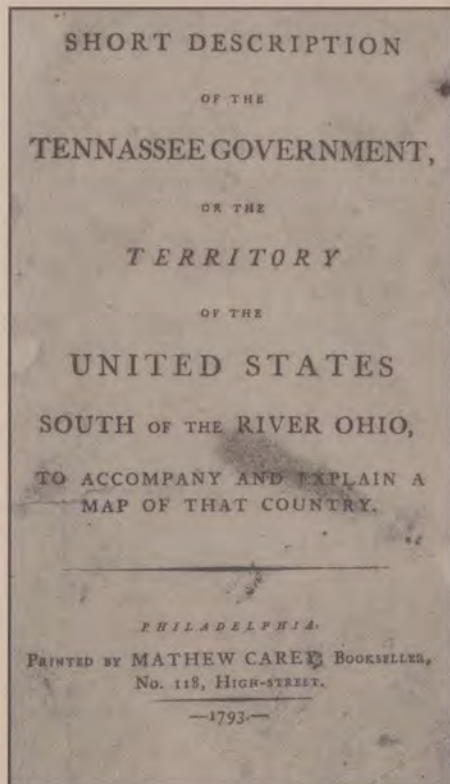 SHORT DESCRIPTION
OF THE
TENNASSEE GOVERNMENT,
OR THE
TERRITORY
OF THE
UNITED STATES
SOUTH OF THE RIVER OHIO,
TO ACCOMPANY AND EXPLAIN A
MAP OF THAT COUNTRY.
PHILADELPHIA.
PRINTED BY MATHEW CAREY, BOOKSELLER,
No. 118, HIGH-STREET.
—1793.—